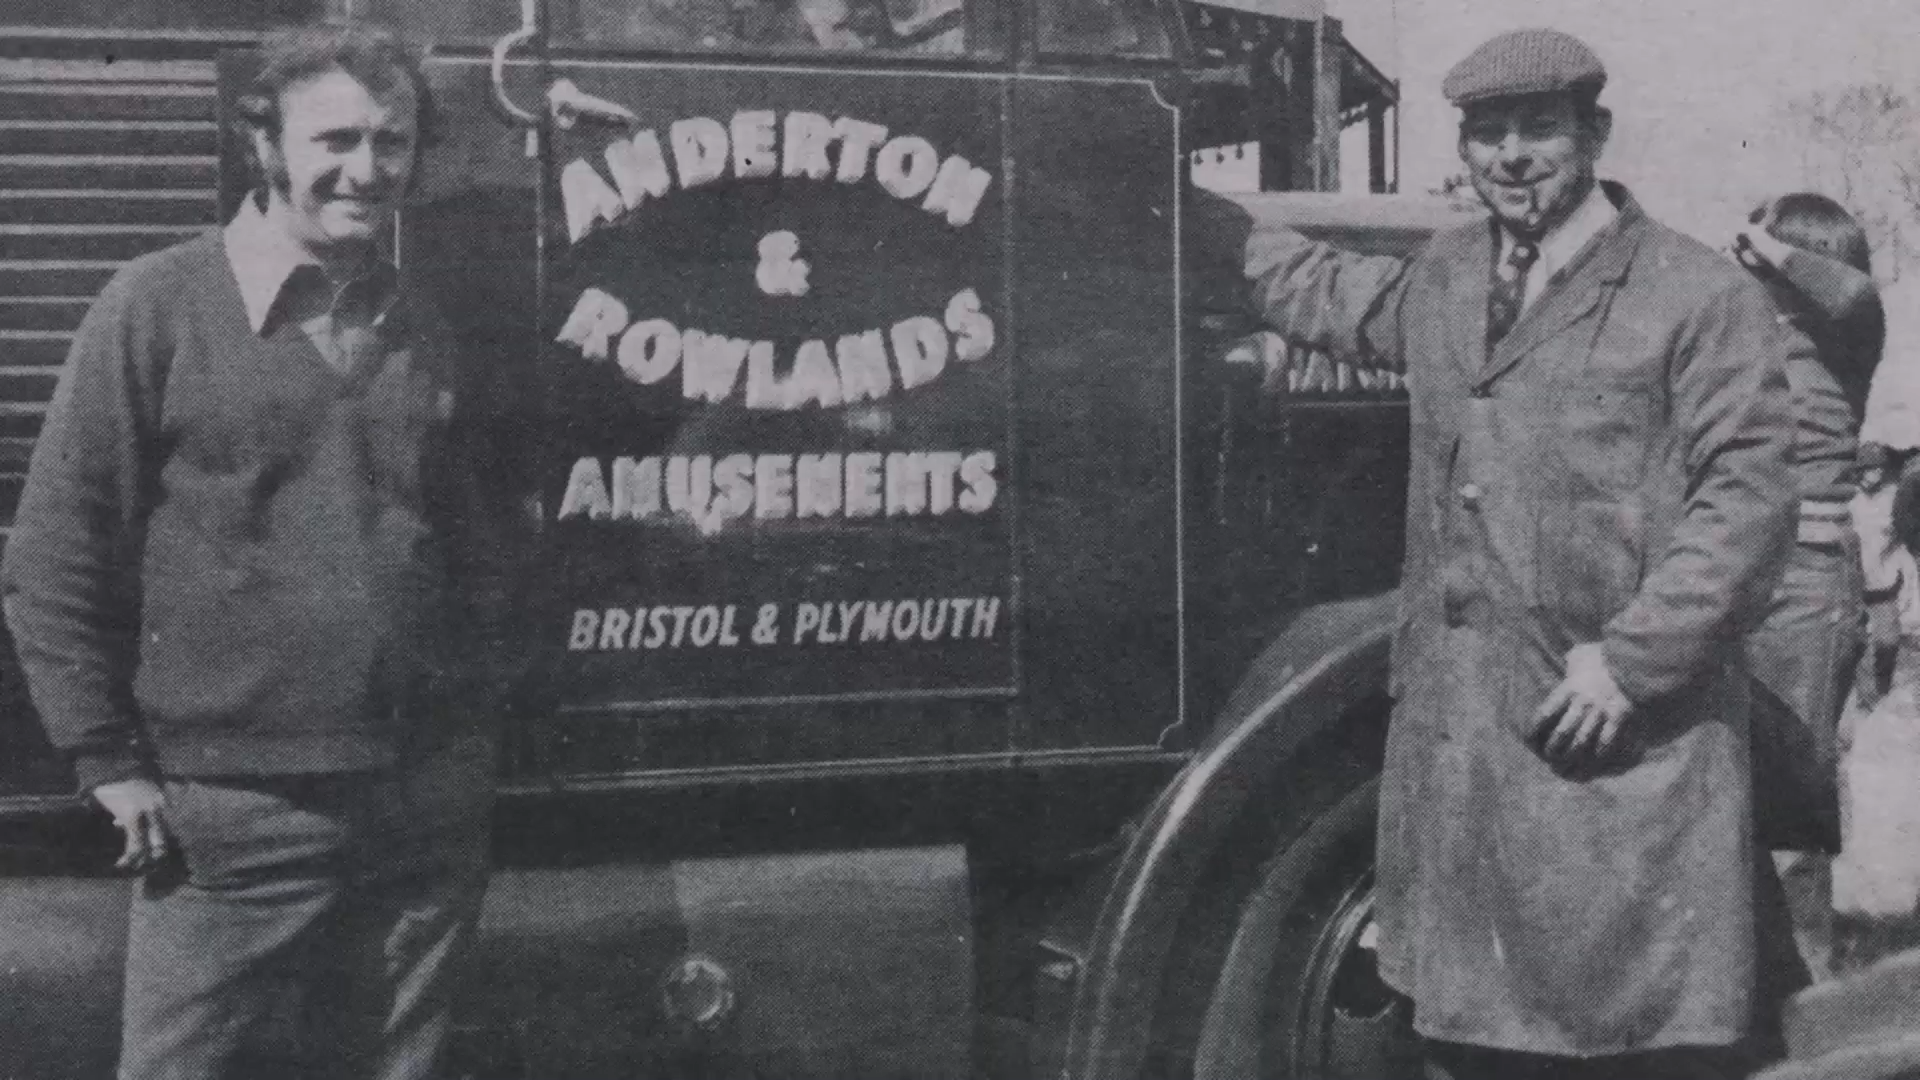 ANDERTON
&
ROWLANDS
AMUSEMENTS
BRISTOL & PLYMOUTH